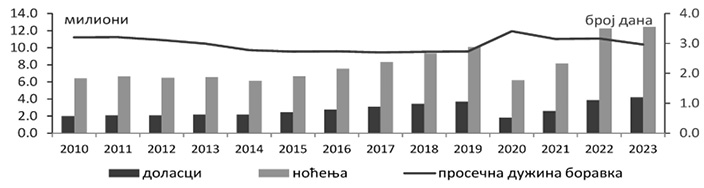 милиони број дана
14.0 4.0
12.0
10.0 3.0
8.0
6.0 2.0
4.0 1.0
2.0
0.0 0.0
2010 2011 2012 2013 2014 2015 2016 2017 2018 2019 2020 2021 2022 2023
доласци ноћења просечна дужина боравка